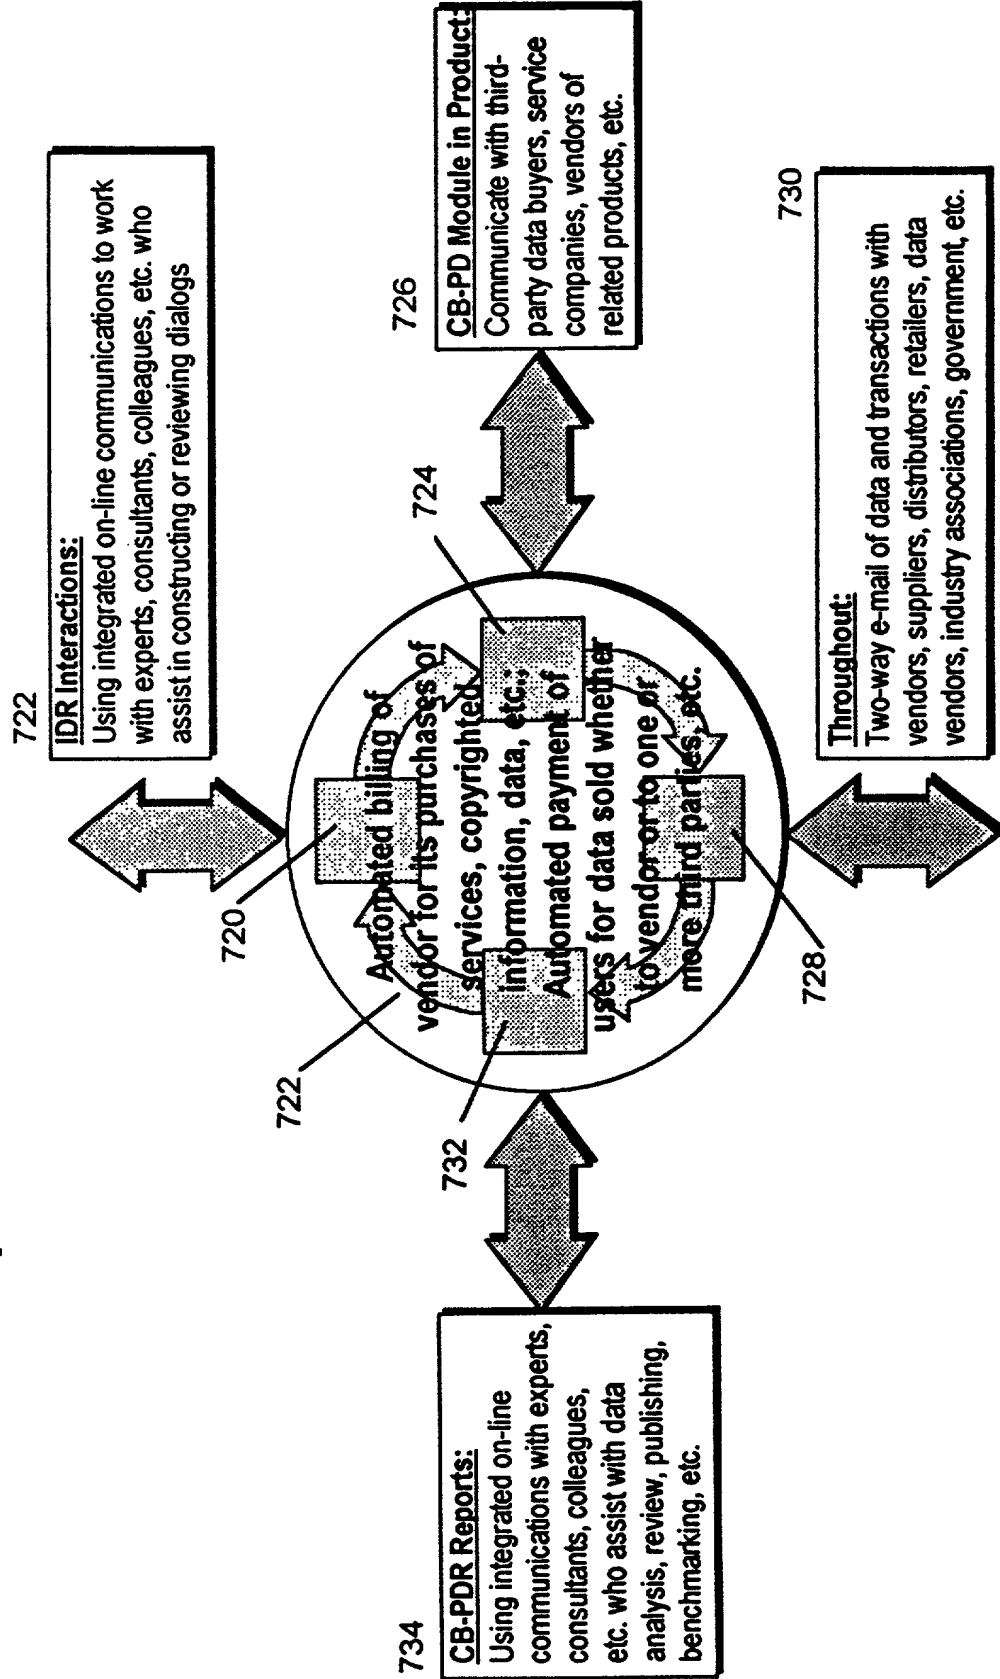 722
IDR Interactions:
Using integrated on-line communications to work
with experts, consultants, colleagues, etc. who
assist in constructing or reviewing dialogs
726
CB-PD Module in Product:
Communicate with third-
party data buyers, service
companies, vendors of
related products, etc.
720
724
Automated billing of
vendor for its purchases of
services, copyrighted
information, data, etc.;
Automated payment of
users for data sold whether
to vendor or to one or
more third parties, etc.
722
732
728
734
CB-PDR Reports:
Using integrated on-line
communications with experts,
consultants, colleagues,
etc. who assist with data
analysis, review, publishing,
benchmarking, etc.
730
Throughout:
Two-way e-mail of data and transactions with
vendors, suppliers, distributors, retailers, data
vendors, industry associations, government, etc.